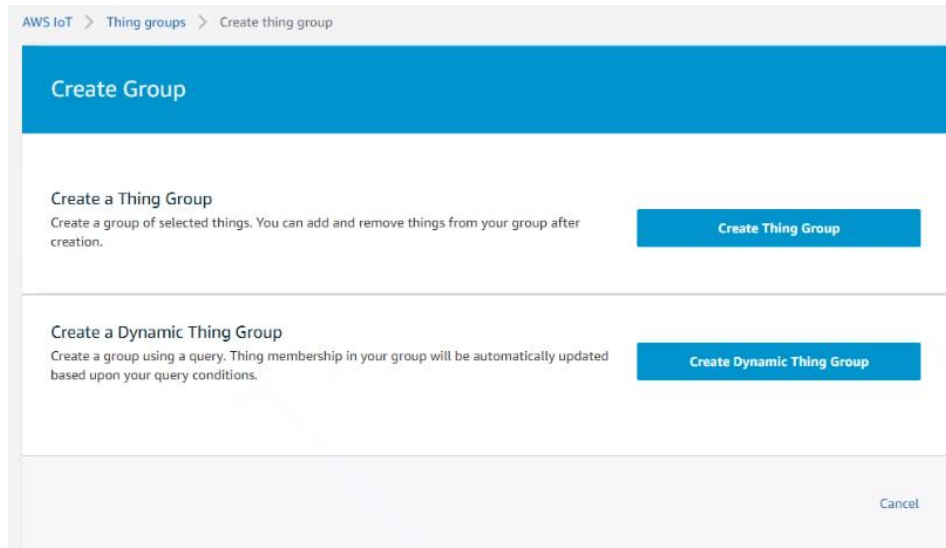 AWS IoT > Thing groups > Create thing group
Create Group
Create a Thing Group
Create a group of selected things. You can add and remove things from your group after
creation.
Create Thing Group
Create a Dynamic Thing Group
Create a group using a query. Thing membership in your group will be automatically updated
based upon your query conditions.
Create Dynamic Thing Group
Cancel